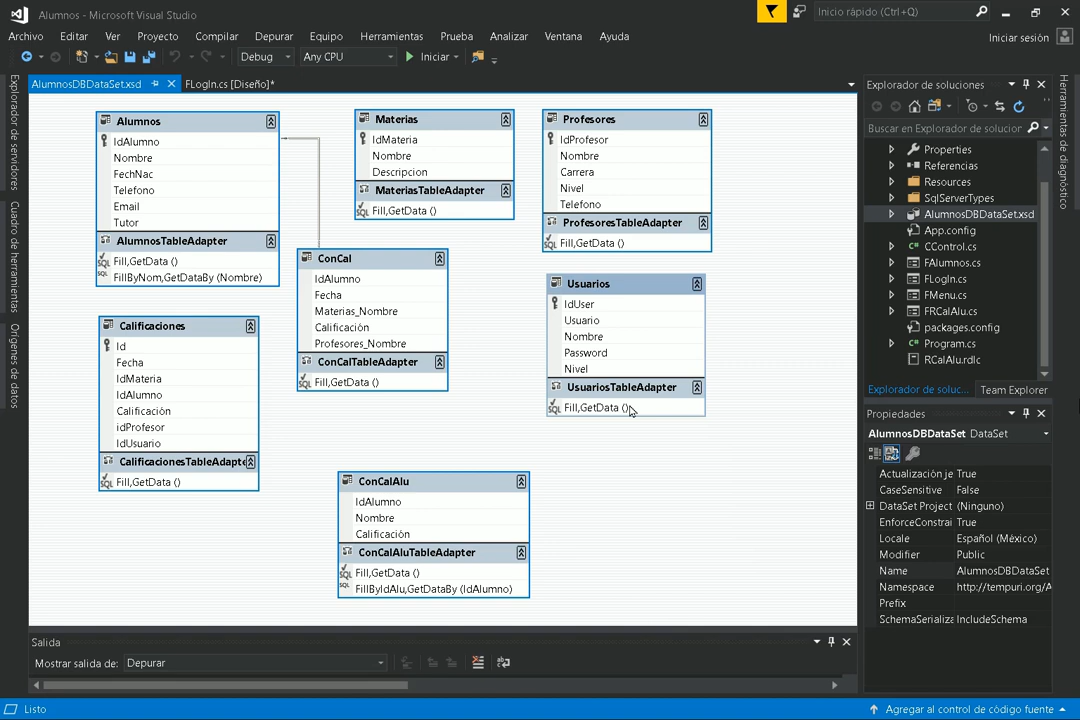 Alumnos - Microsoft Visual Studio
Inicio rápido (Ctrl+Q)
Archivo Editar Ver Proyecto Compilar Depurar Equipo Herramientas Prueba Analizar Ventana Ayuda
Iniciar sesión
Debug Any CPU Iniciar
AlumnosDBDataSet.xsd FLogIn.cs [Diseño]*
Explorador de servidores
Cuadro de herramientas
Orígenes de datos
Alumnos
IdAlumno
Nombre
FechNac
Telefono
Email
Tutor
AlumnosTableAdapter
Fill,GetData ()
FillByNom,GetDataBy (Nombre)
Materias
IdMateria
Nombre
Descripcion
MateriasTableAdapter
Fill,GetData ()
Profesores
IdProfesor
Nombre
Carrera
Nivel
Telefono
ProfesoresTableAdapter
Fill,GetData ()
ConCal
IdAlumno
Fecha
Materias_Nombre
Calificación
Profesores_Nombre
ConCalTableAdapter
Fill,GetData ()
Usuarios
IdUser
Usuario
Nombre
Password
Nivel
UsuariosTableAdapter
Fill,GetData ()
Calificaciones
Id
Fecha
IdMateria
IdAlumno
Calificación
idProfesor
IdUsuario
CalificacionesTableAdapte
Fill,GetData ()
ConCalAlu
IdAlumno
Nombre
Calificación
ConCalAluTableAdapter
Fill,GetData ()
FillByIdAlu,GetDataBy (IdAlumno)
Explorador de soluciones
Buscar en Explorador de solucion
Properties
Referencias
Resources
SqlServerTypes
AlumnosDBDataSet.xsd
App.config
CControl.cs
FAlumnos.cs
FLogIn.cs
FMenu.cs
FRCalAlu.cs
packages.config
Program.cs
RCalAlu.rdlc
Explorador de soluc... Team Explorer
Herramientas de diagnóstico
Propiedades
AlumnosDBDataSet DataSet
Actualización je True
CaseSensitive False
DataSet Project (Ninguno)
EnforceConstrai True
Locale Español (México)
Modifier Public
Name AlumnosDBDataSet
Namespace http://tempuri.org/A
Prefix
SchemaSerializa IncludeSchema
Salida
Mostrar salida de: Depurar
Listo
Agregar al control de código fuente